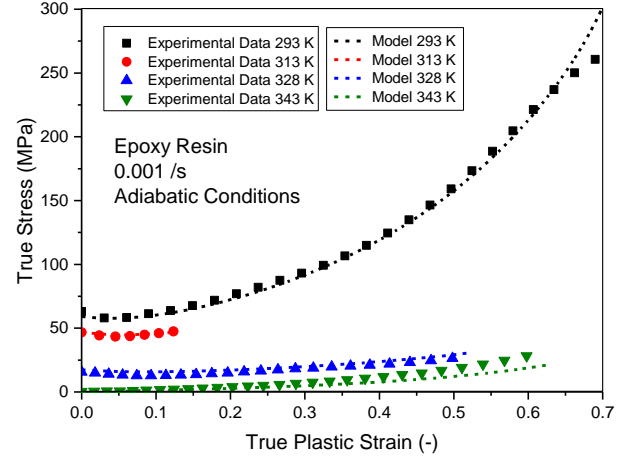 300
250
200
150
100
50
0
True Stress (MPa)
Experimental Data 293 K
Experimental Data 313 K
Experimental Data 328 K
Experimental Data 343 K
Model 293 K
Model 313 K
Model 328 K
Model 343 K
Epoxy Resin
0.001 /s
Adiabatic Conditions
0.0 0.1 0.2 0.3 0.4 0.5 0.6 0.7
True Plastic Strain (-)